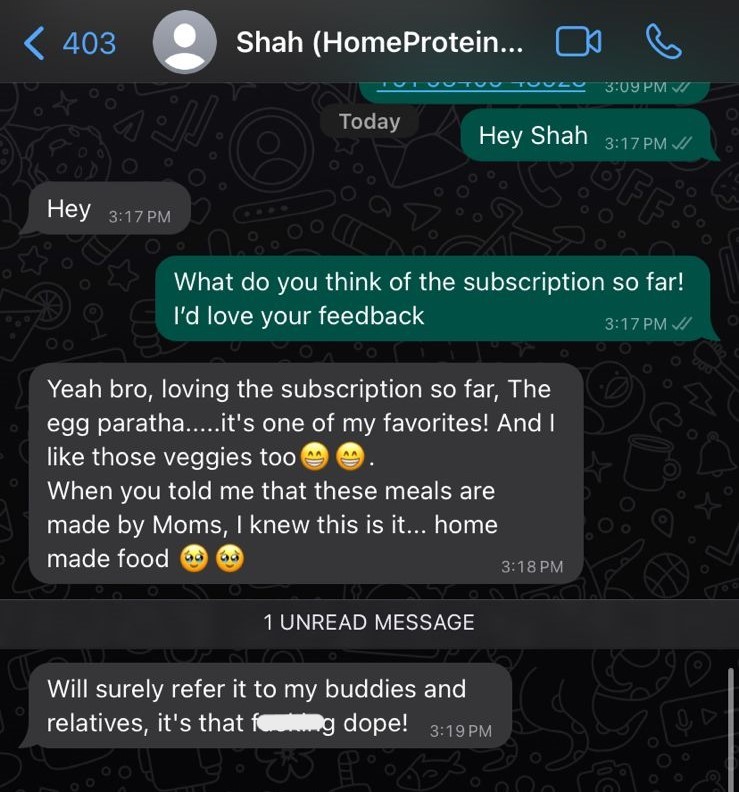 403
Shah (HomeProtein...
3:09 PM
Today
Hey Shah
3:17 PM
Hey
3:17 PM
What do you think of the subscription so far!
I'd love your feedback
3:17 PM
Yeah bro, loving the subscription so far, The
egg paratha.....it's one of my favorites! And I
like those veggies too😁 😁 .
When you told me that these meals are
made by Moms, I knew this is it... home
made food 🥹 🥹
3:18 PM
1 UNREAD MESSAGE
Will surely refer it to my buddies and
relatives, it's that f g dope!
3:19 PM